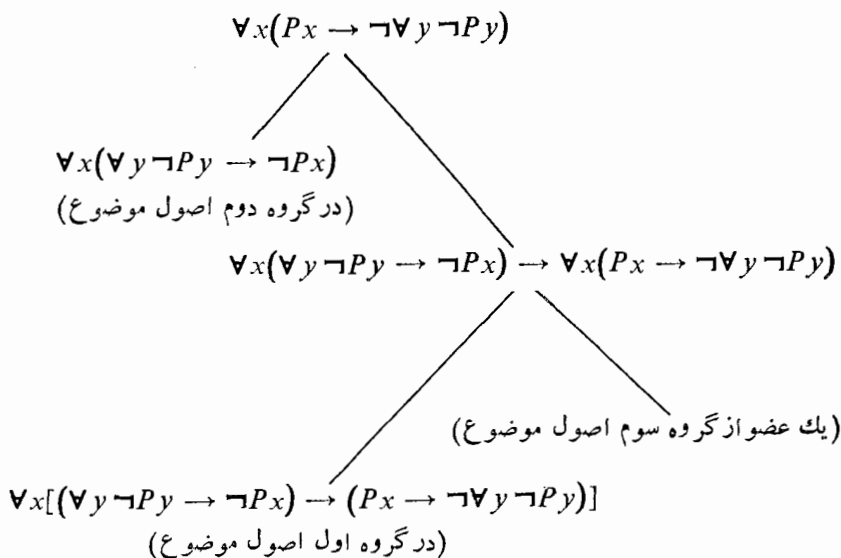 ∀x(Px → ¬∀y ¬Py)
∀x(∀y ¬Py → ¬Px)
(در گروه دوم اصول موضوع)
∀x(∀y ¬Py → ¬Px) → ∀x(Px → ¬∀y ¬Py)
(يك عضو از گروه سوم اصول موضوع)
∀x[(∀y ¬Py → ¬Px) → (Px → ¬∀y ¬Py)]
(در گروه اول اصول موضوع)